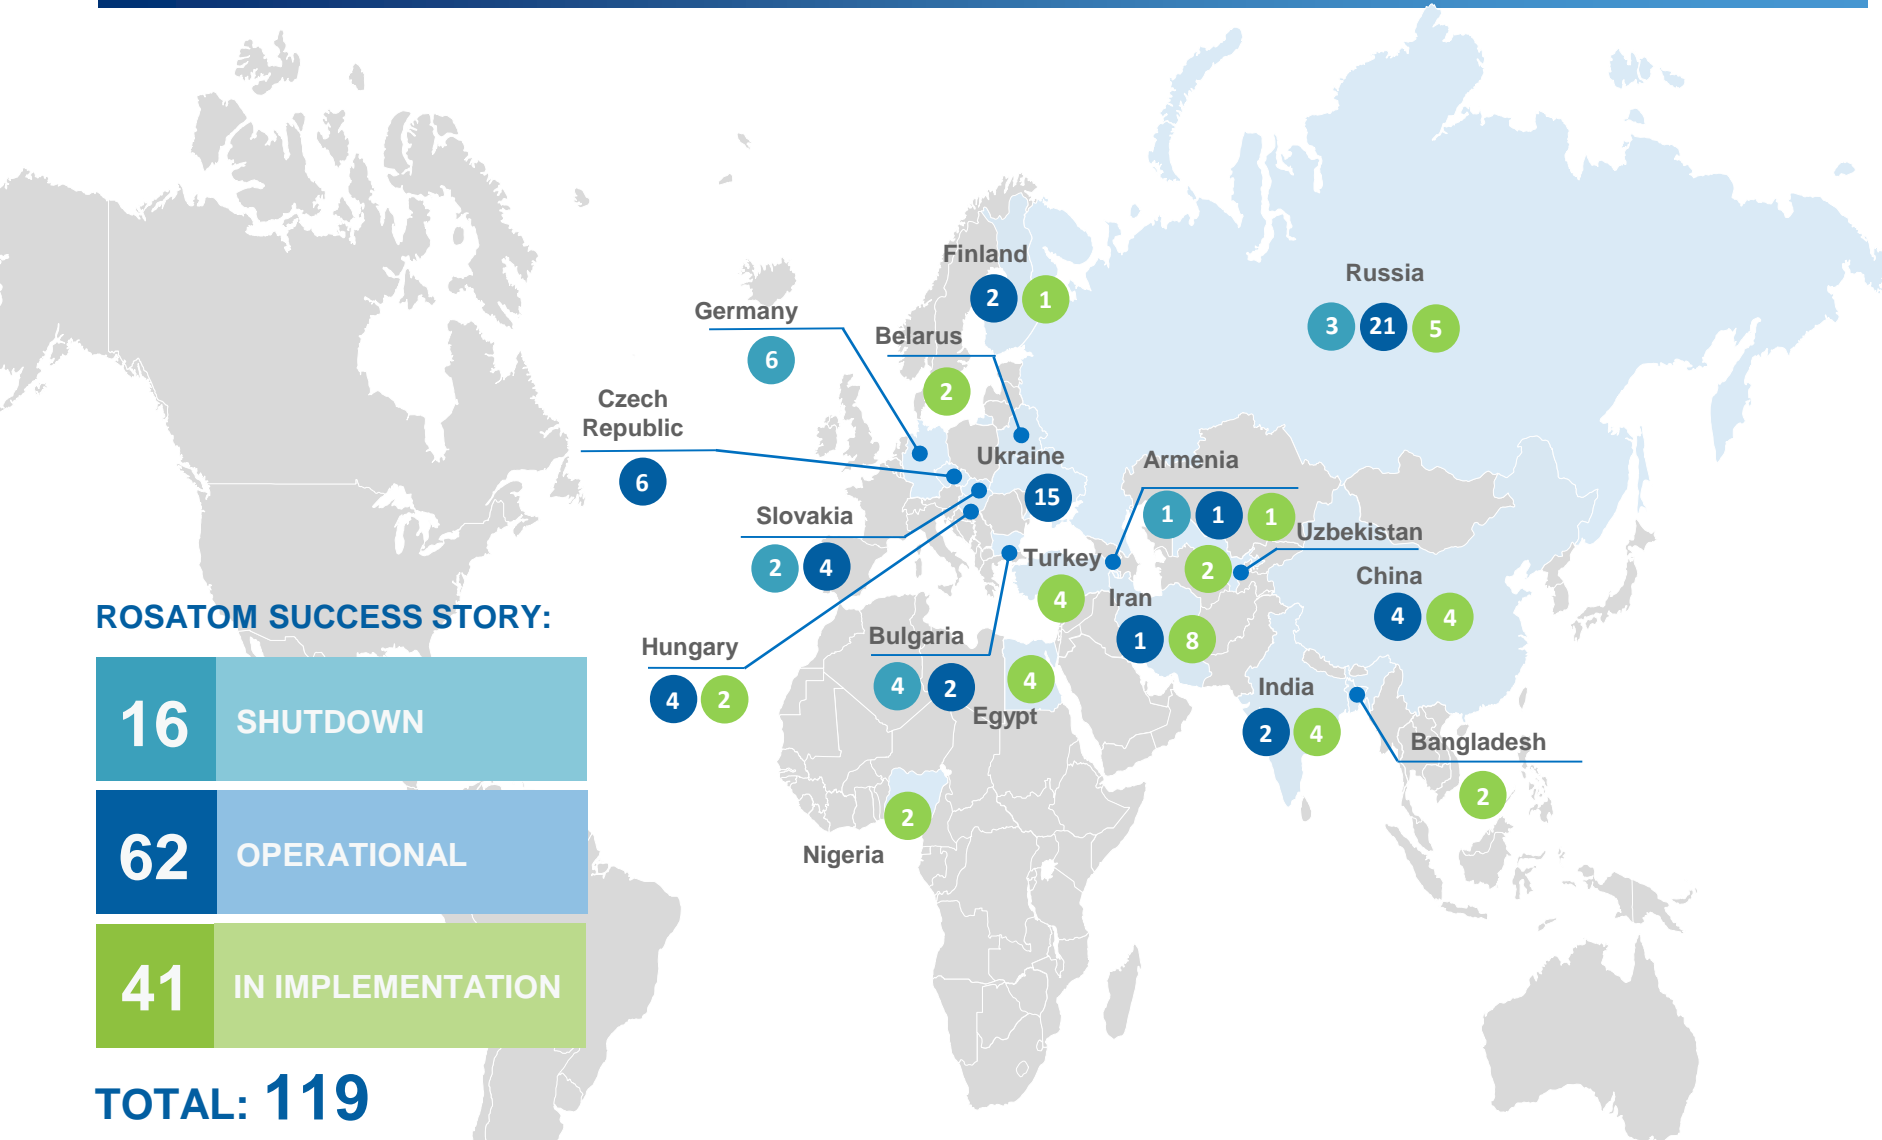 Finland
2 1
Russia
3 21 5
Germany
6
Belarus
2
Czech
Republic
6
Ukraine
15
Armenia
1 1 1
Slovakia
2 4
Uzbekistan
2
Turkey
4
China
4 4
Iran
1 8
Hungary
4 2
Bulgaria
4 2
Egypt
4
India
2 4
Bangladesh
2
Nigeria
2
ROSATOM SUCCESS STORY:
16 SHUTDOWN
62 OPERATIONAL
41 IN IMPLEMENTATION
TOTAL: 119